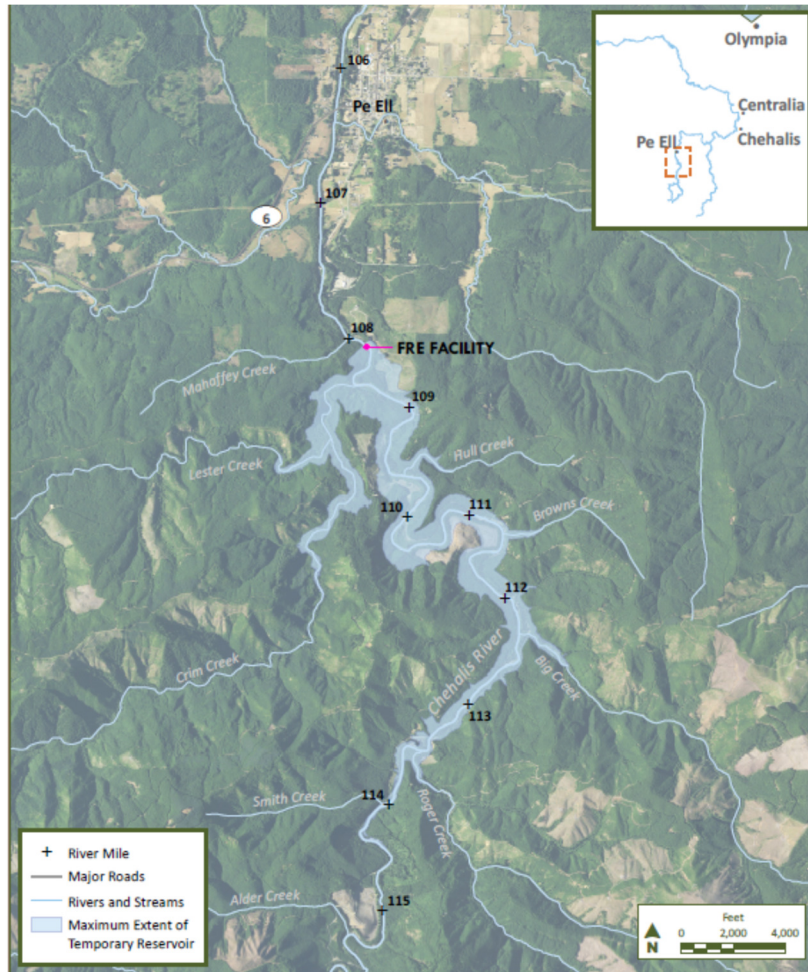 106
Pe Ell
107
6
108
FRE FACILITY
Mahaffey Creek
109
Lester Creek
Hull Creek
110
111
Browns Creek
112
Crim Creek
Chehalis River
Big Creek
113
Smith Creek
114
Roger Creek
Alder Creek
115
Olympia
Centralia
Chehalis
Pe Ell
River Mile
Major Roads
Rivers and Streams
Maximum Extent of
Temporary Reservoir
Feet
0 2,000 4,000
N